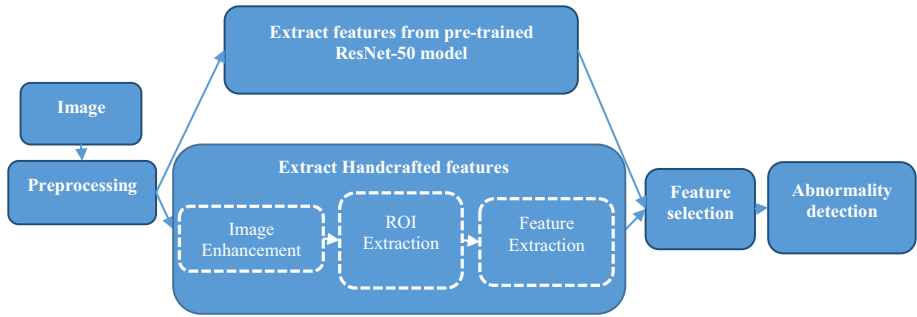 Extract features from pre-trained
ResNet-50 model
Image
Preprocessing
Extract Handcrafted features
Image
Enhancement
ROI
Extraction
Feature
Extraction
Feature
selection
Abnormality
detection